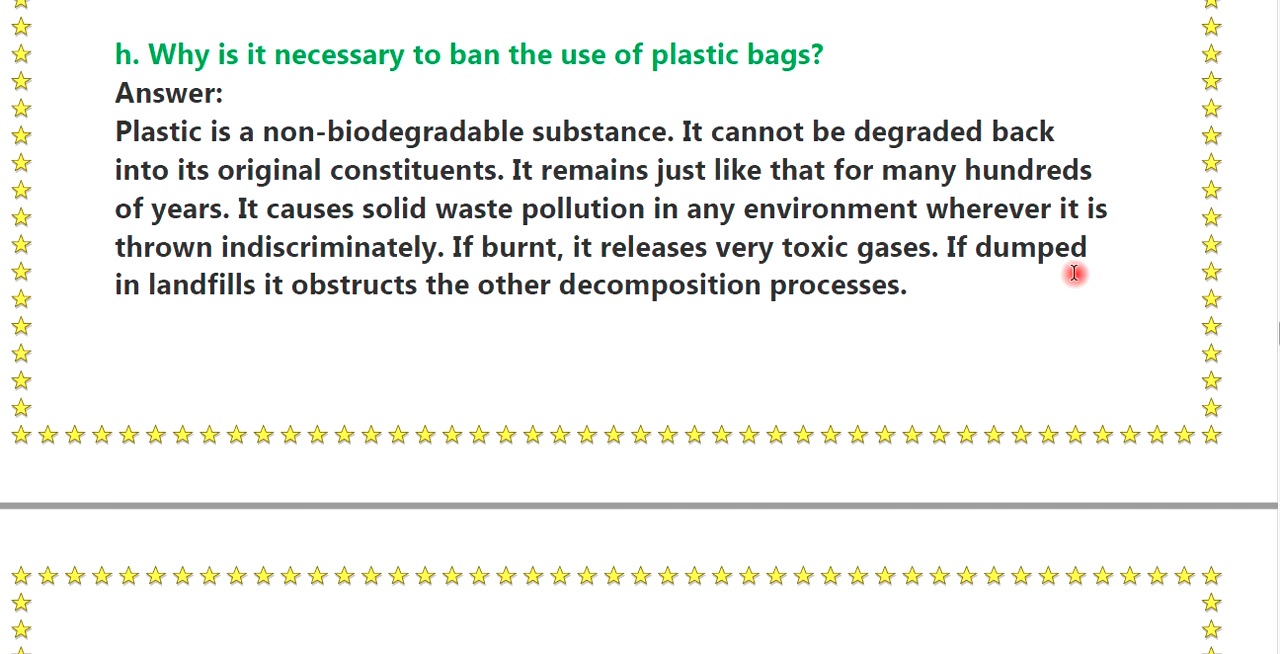 h. Why is it necessary to ban the use of plastic bags?
Answer:
Plastic is a non-biodegradable substance. It cannot be degraded back
into its original constituents. It remains just like that for many hundreds
of years. It causes solid waste pollution in any environment wherever it is
thrown indiscriminately. If burnt, it releases very toxic gases. If dumped
in landfills it obstructs the other decomposition processes.